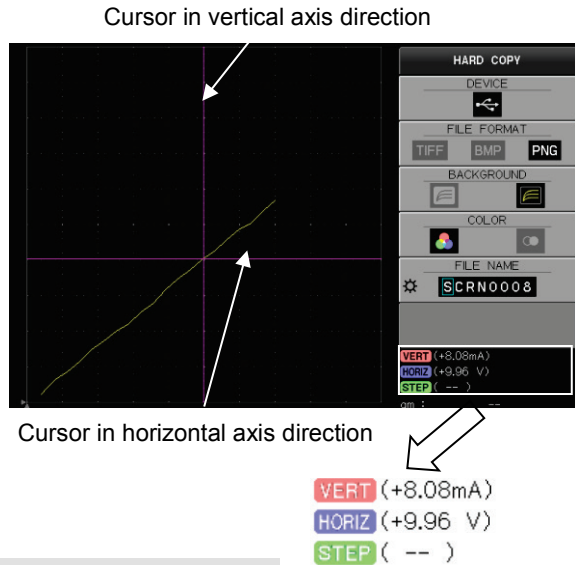 Cursor in vertical axis direction
HARD COPY
DEVICE
FILE FORMAT
TIFF BMP PNG
BACKGROUND
COLOR
FILE NAME
SCRN0008
VERT (+8.08mA)
HORIZ (+9.96 V)
STEP ( -- )
gm : --
Cursor in horizontal axis direction
VERT (+8.08mA)
HORIZ (+9.96 V)
STEP ( -- )